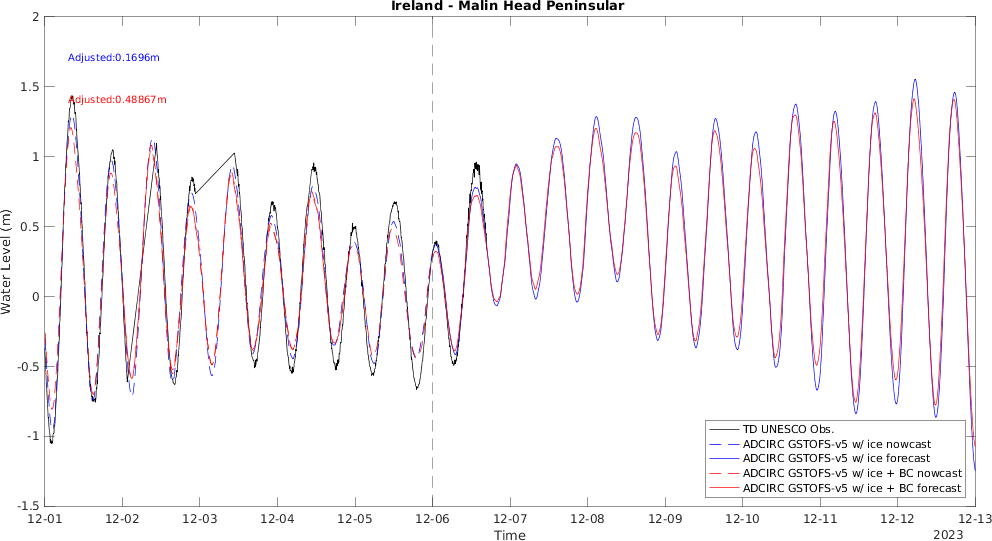 Ireland - Malin Head Peninsular
2
1.5
1
0.5
0
-0.5
-1
-1.5
Water Level (m)
Adjusted:0.1696m
Adjusted:0.48867m
TD UNESCO Obs.
ADCIRC GSTOFS-v5 w/ ice nowcast
ADCIRC GSTOFS-v5 w/ ice forecast
ADCIRC GSTOFS-v5 w/ ice + BC nowcast
ADCIRC GSTOFS-v5 w/ ice + BC forecast
12-01 12-02 12-03 12-04 12-05 12-06 12-07 12-08 12-09 12-10 12-11 12-12 12-13
Time
2023